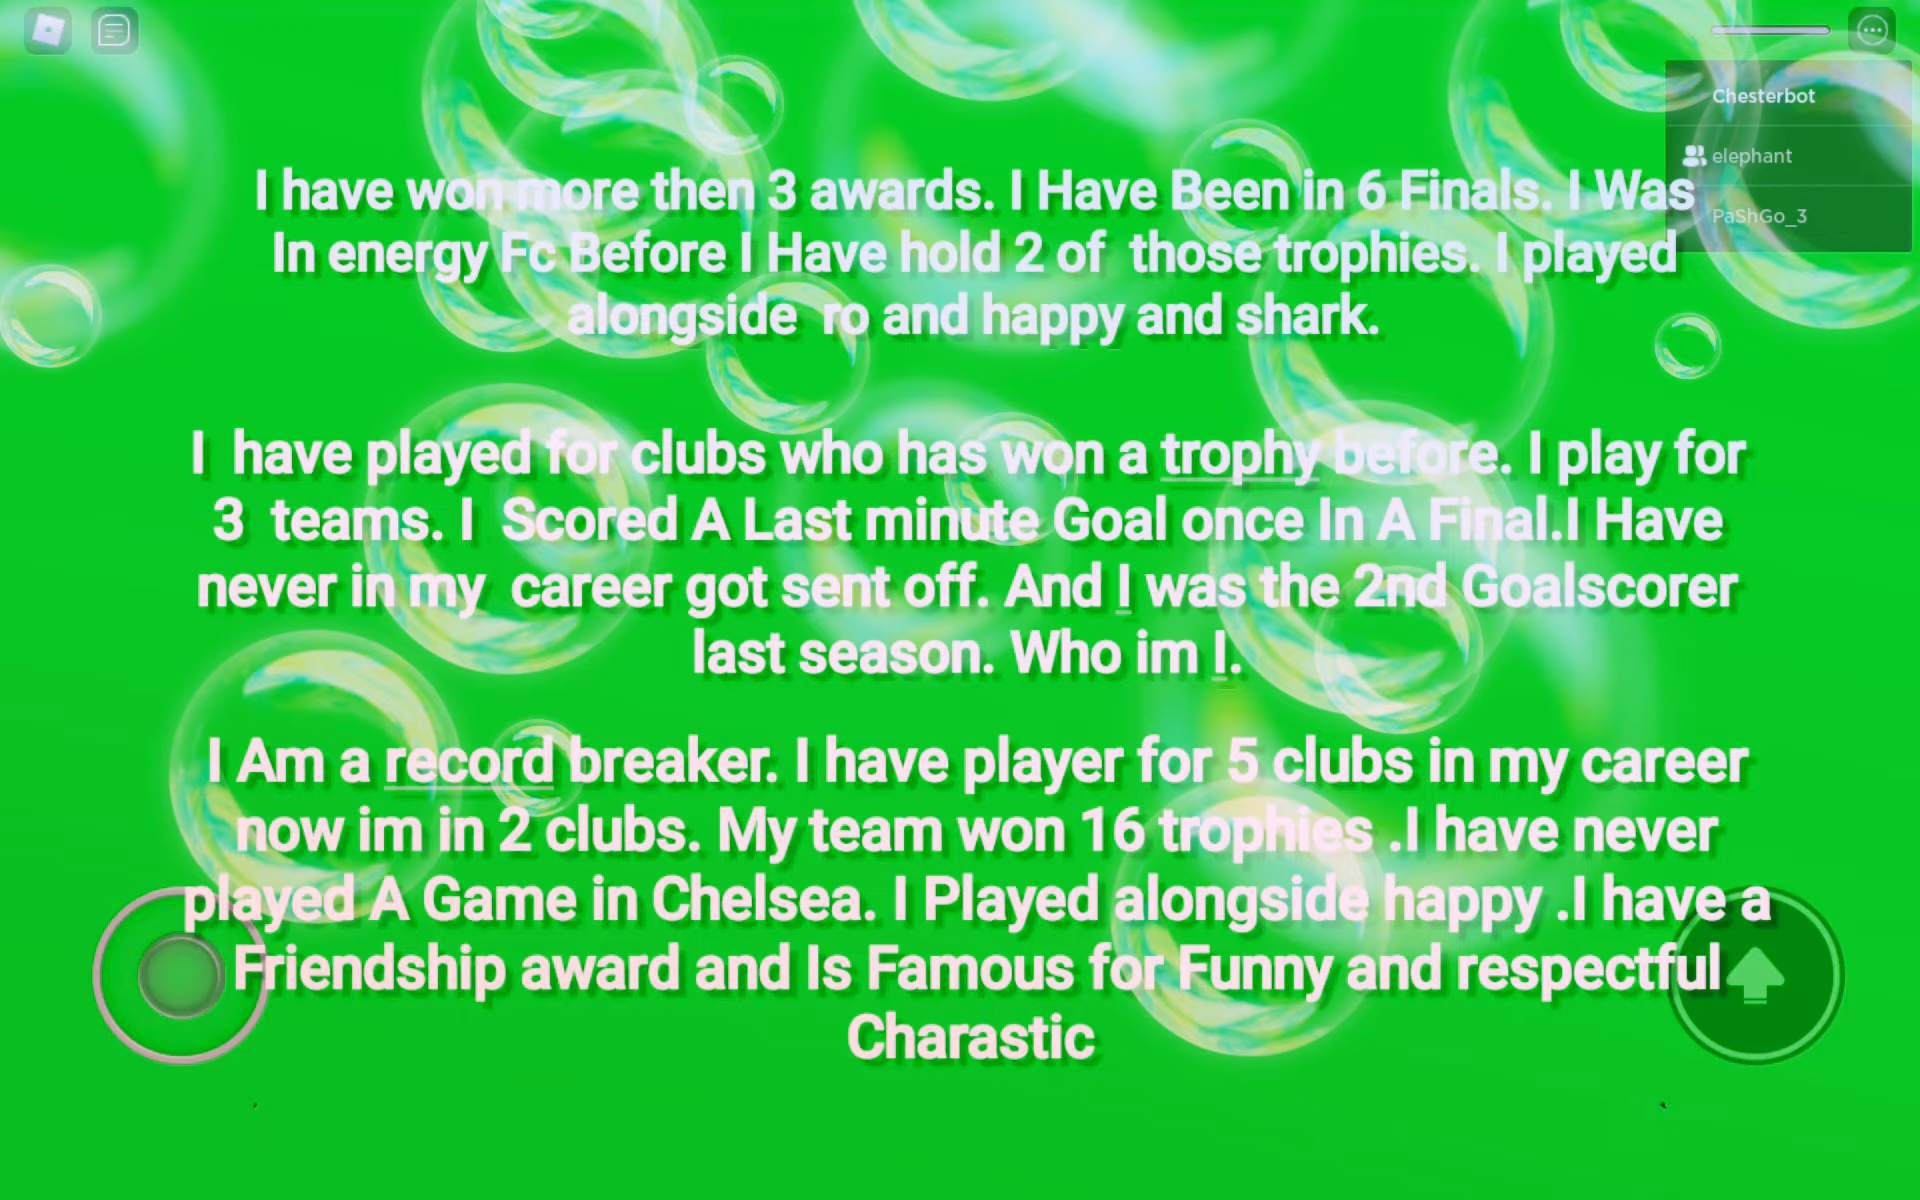 Chesterbot
elephant
PaShGo_3
I have won more then 3 awards. I Have Been in 6 Finals. I Was
In energy Fc Before I Have hold 2 of those trophies. I played
alongside ro and happy and shark.
I have played for clubs who has won a trophy before. I play for
3 teams. I Scored A Last minute Goal once In A Final.I Have
never in my career got sent off. And I was the 2nd Goalscorer
last season. Who im I.
I Am a record breaker. I have player for 5 clubs in my career
now im in 2 clubs. My team won 16 trophies .I have never
played A Game in Chelsea. I Played alongside happy .I have a
Friendship award and Is Famous for Funny and respectful
Charastic